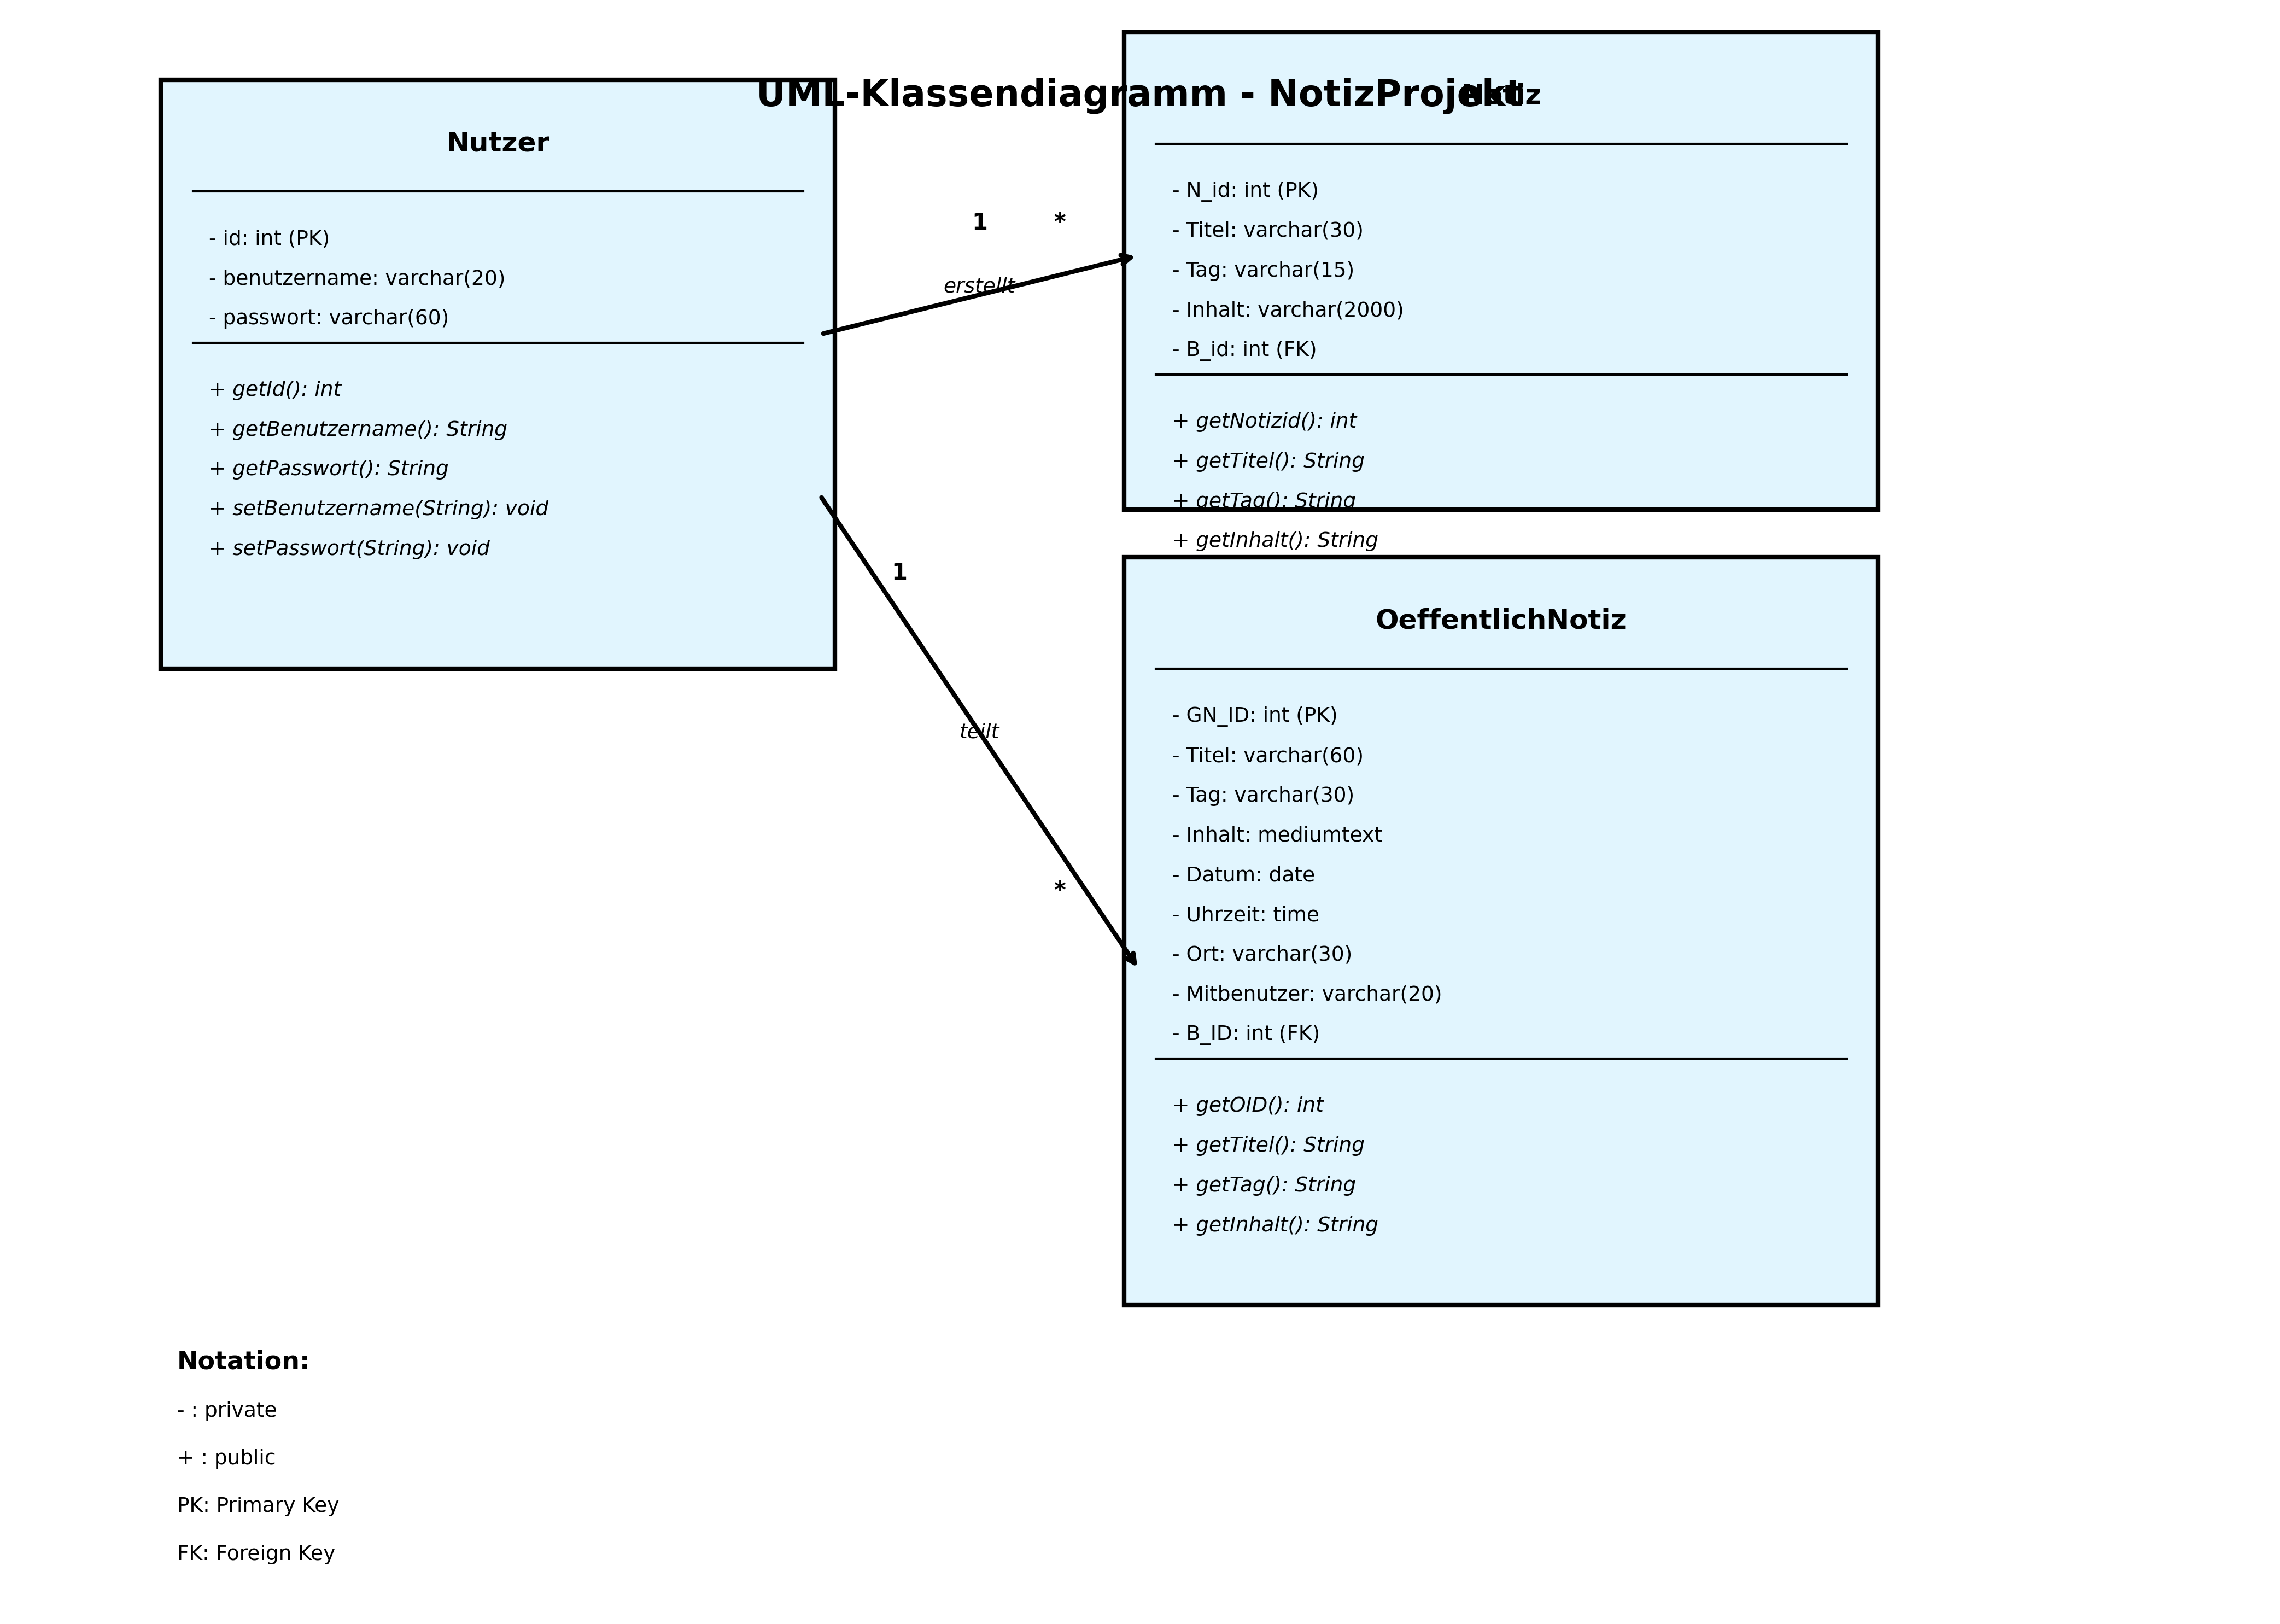 UML-Klassendiagramm - NotizProjekt
Nutzer
- id: int (PK)
- benutzername: varchar(20)
- passwort: varchar(60)
+ getId(): int
+ getBenutzername(): String
+ getPasswort(): String
+ setBenutzername(String): void
+ setPasswort(String): void
1
*
erstellt
1
teilt
*
Notiz
- N_id: int (PK)
- Titel: varchar(30)
- Tag: varchar(15)
- Inhalt: varchar(2000)
- B_id: int (FK)
+ getNotizid(): int
+ getTitel(): String
+ getTag(): String
+ getInhalt(): String
OeffentlichNotiz
- GN_ID: int (PK)
- Titel: varchar(60)
- Tag: varchar(30)
- Inhalt: mediumtext
- Datum: date
- Uhrzeit: time
- Ort: varchar(30)
- Mitbenutzer: varchar(20)
- B_ID: int (FK)
+ getOID(): int
+ getTitel(): String
+ getTag(): String
+ getInhalt(): String
Notation:
- : private
+ : public
PK: Primary Key
FK: Foreign Key